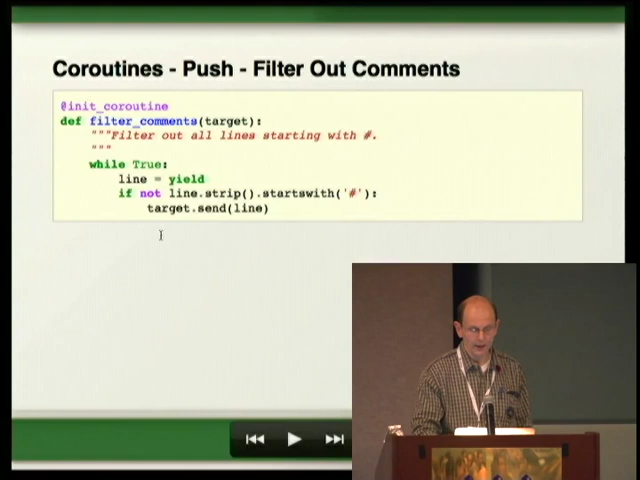 Coroutines - Push - Filter Out Comments
@init_coroutine
def filter_comments(target):
    """Filter out all lines starting with #.
    """
    while True:
        line = yield
        if not line.strip().startswith('#'):
            target.send(line)